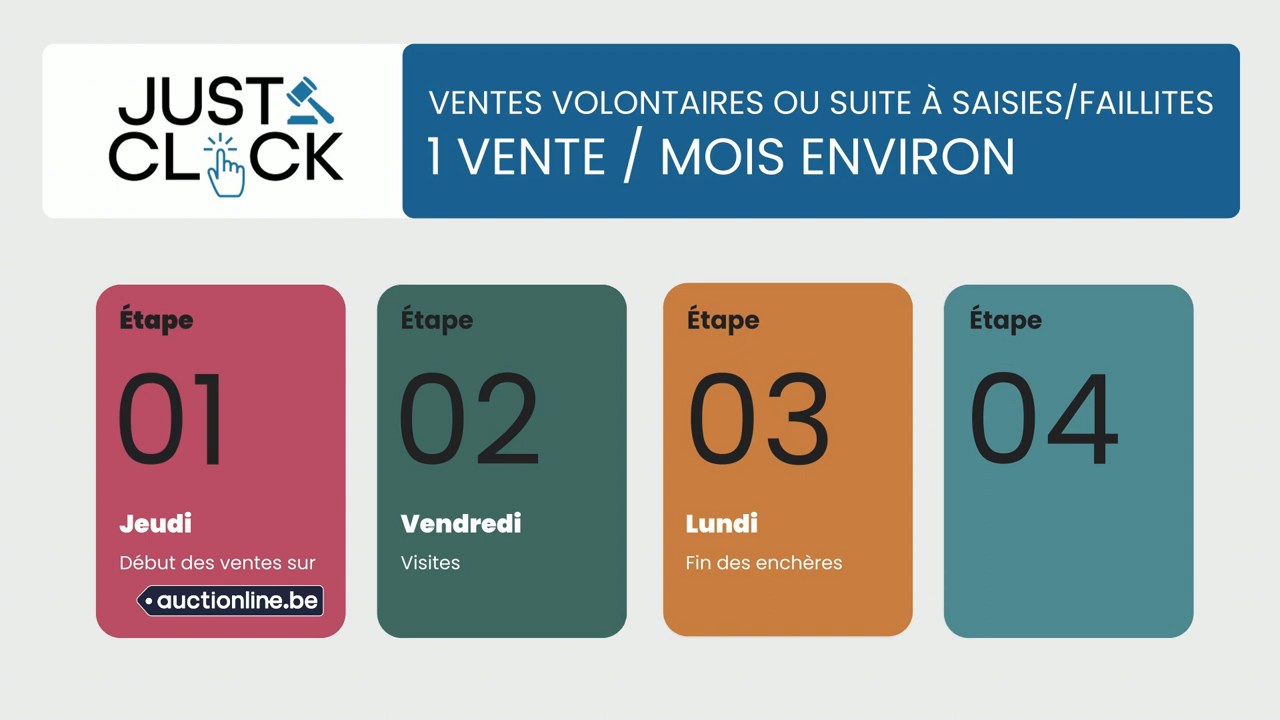 JUST
CLICK
VENTES VOLONTAIRES OU SUITE À SAISIES/FAILLITES
1 VENTE / MOIS ENVIRON
Étape
01
Jeudi
Début des ventes sur
auctionline.be
Étape
02
Vendredi
Visites
Étape
03
Lundi
Fin des enchères
Étape
04